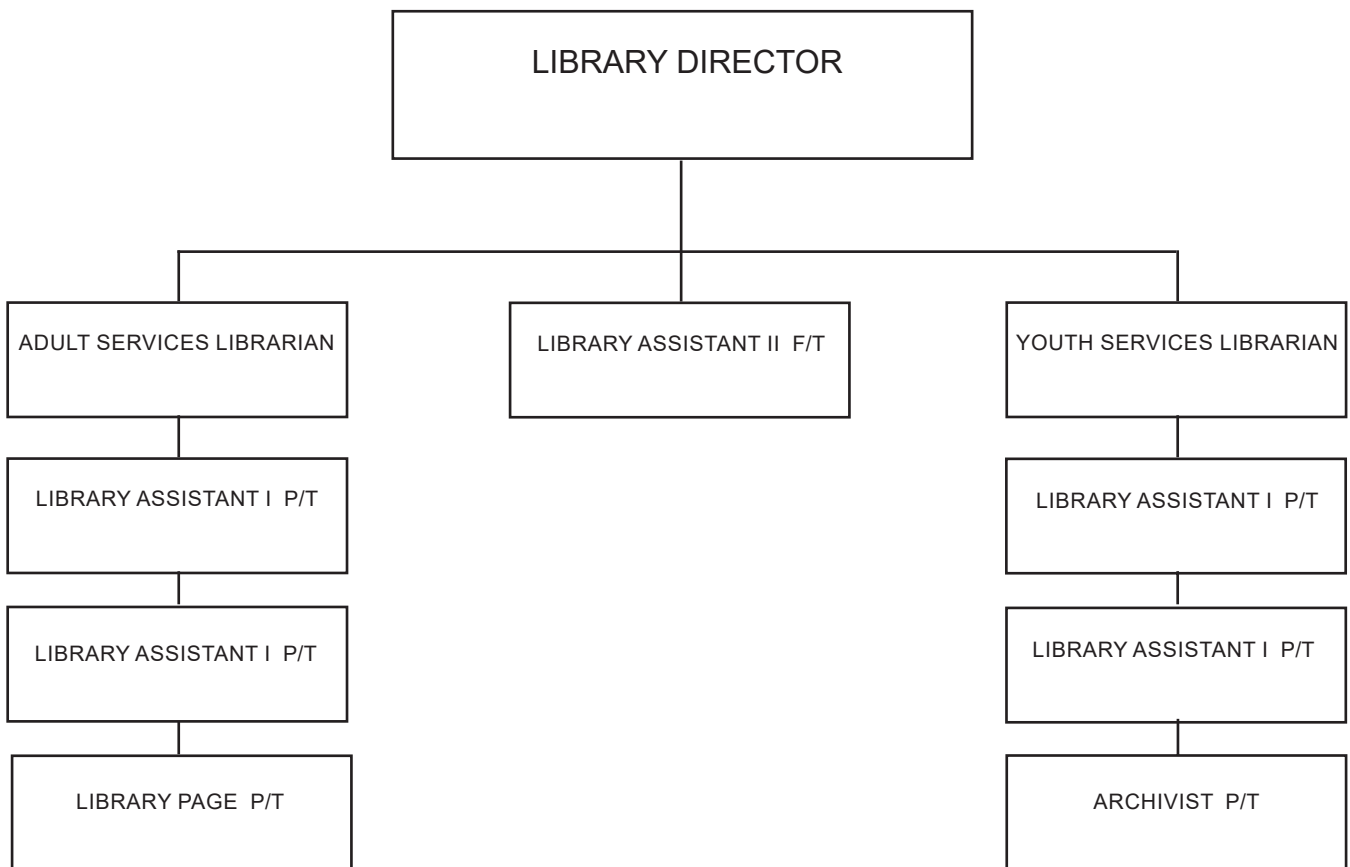 LIBRARY DIRECTOR
ADULT SERVICES LIBRARIAN
LIBRARY ASSISTANT II F/T
YOUTH SERVICES LIBRARIAN
LIBRARY ASSISTANT I P/T
LIBRARY ASSISTANT I P/T
LIBRARY ASSISTANT I P/T
LIBRARY ASSISTANT I P/T
LIBRARY PAGE P/T
ARCHIVIST P/T